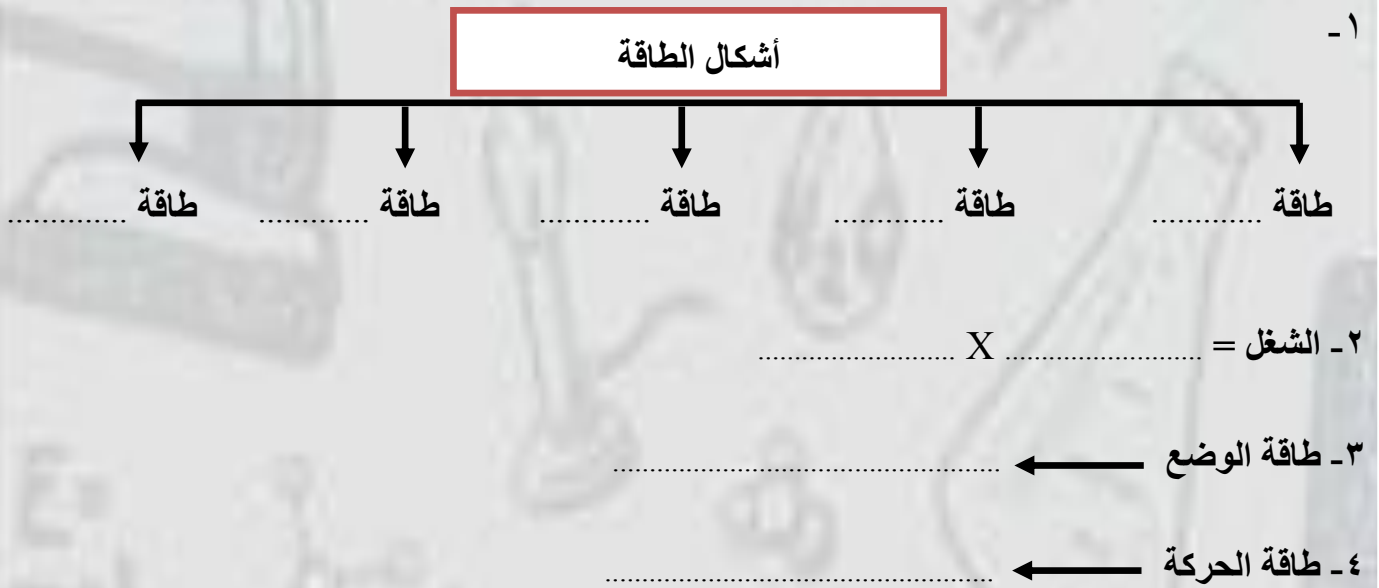 ١-
أشكال الطاقة
طاقة ............ طاقة ............ طاقة ............ طاقة ............ طاقة ............
٢- الشغل = ...................... X ......................
٣- طاقة الوضع ...........................................
٤- طاقة الحركة ...........................................